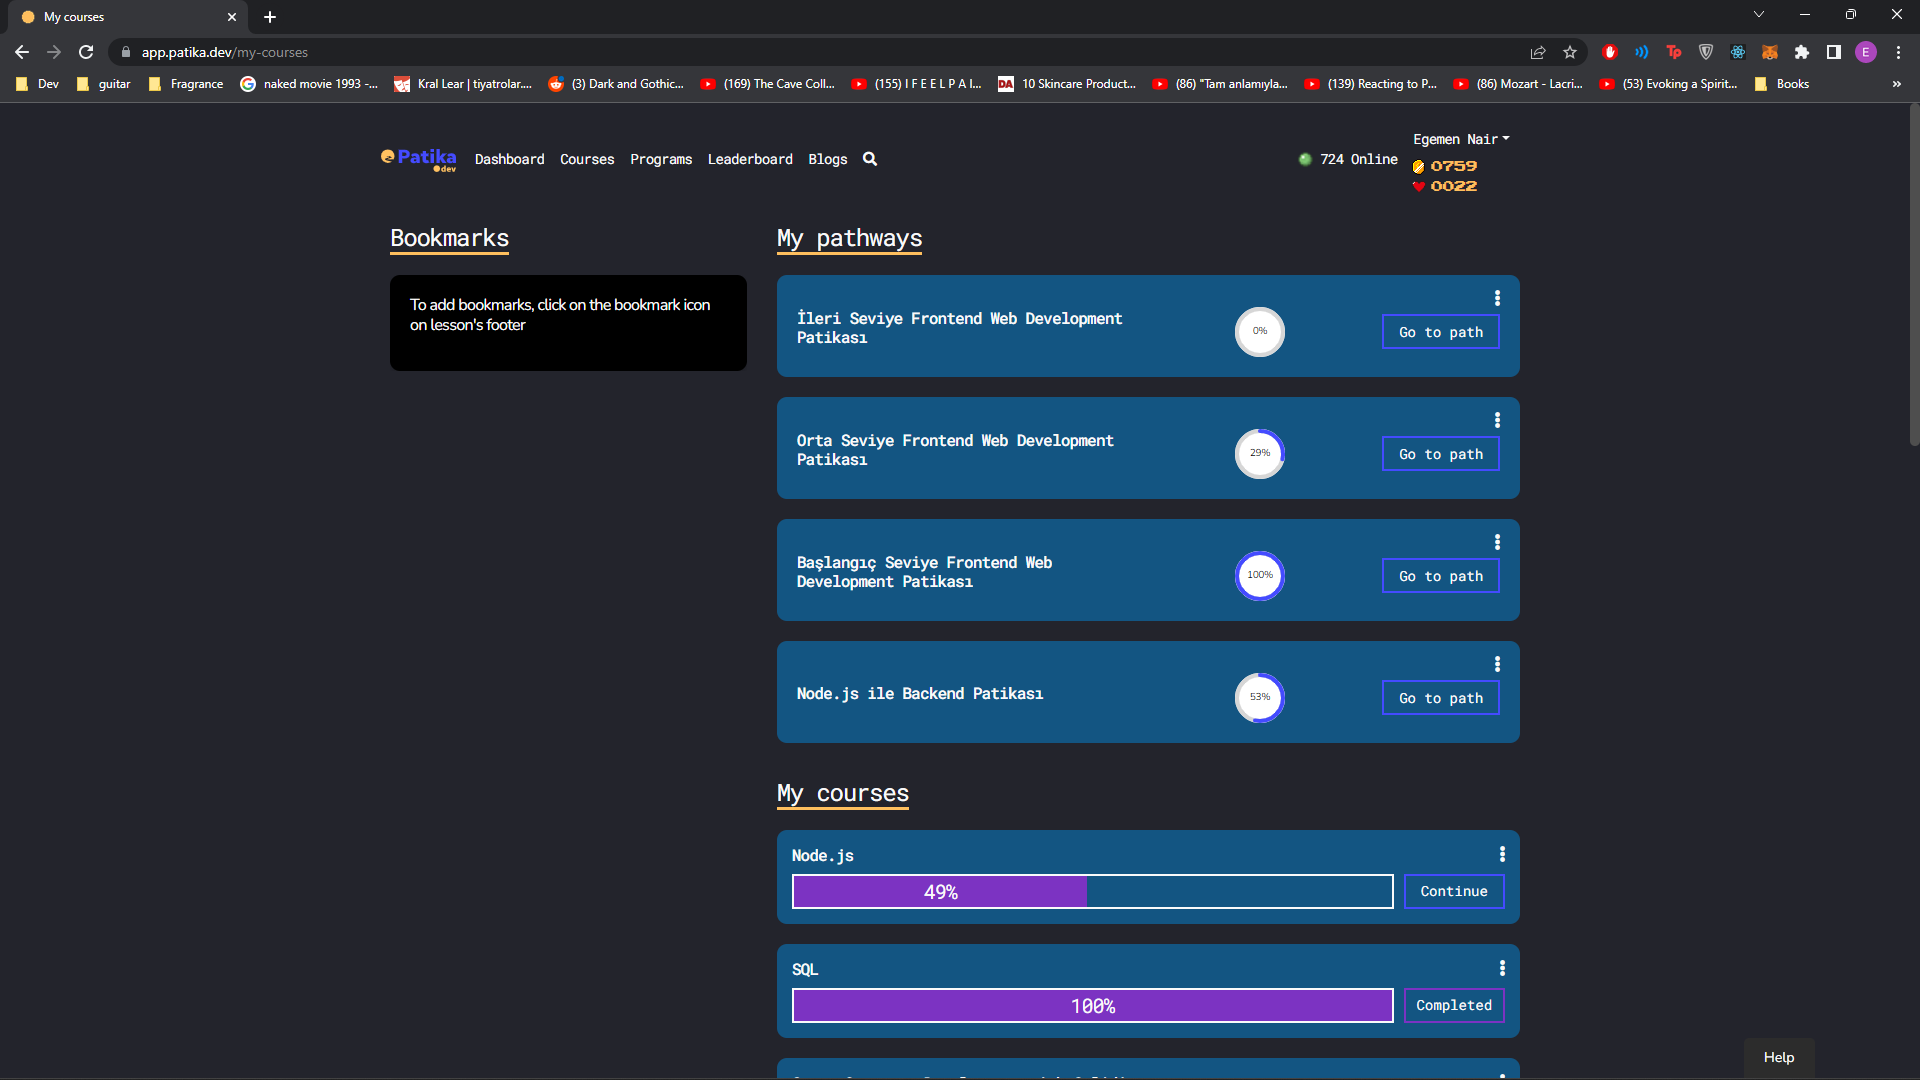 My courses
app.patika.dev/my-courses
Dev guitar Fragrance naked movie 1993 -... Kral Lear | tiyatrolar.... (3) Dark and Gothic... (169) The Cave Coll... (155) I F E E L P A I... 10 Skincare Product... (86) "Tam anlamıyla... (139) Reacting to P... (86) Mozart - Lacri... (53) Evoking a Spirit... Books »
Patika
dev
Dashboard Courses Programs Leaderboard Blogs
724 Online
Egemen Nair
0759
0022
Bookmarks
To add bookmarks, click on the bookmark icon
on lesson's footer
My pathways
İleri Seviye Frontend Web Development
Patikası
0%
Go to path
Orta Seviye Frontend Web Development
Patikası
29%
Go to path
Başlangıç Seviye Frontend Web
Development Patikası
100%
Go to path
Node.js ile Backend Patikası
53%
Go to path
My courses
Node.js
49%
Continue
SQL
100%
Completed
Help